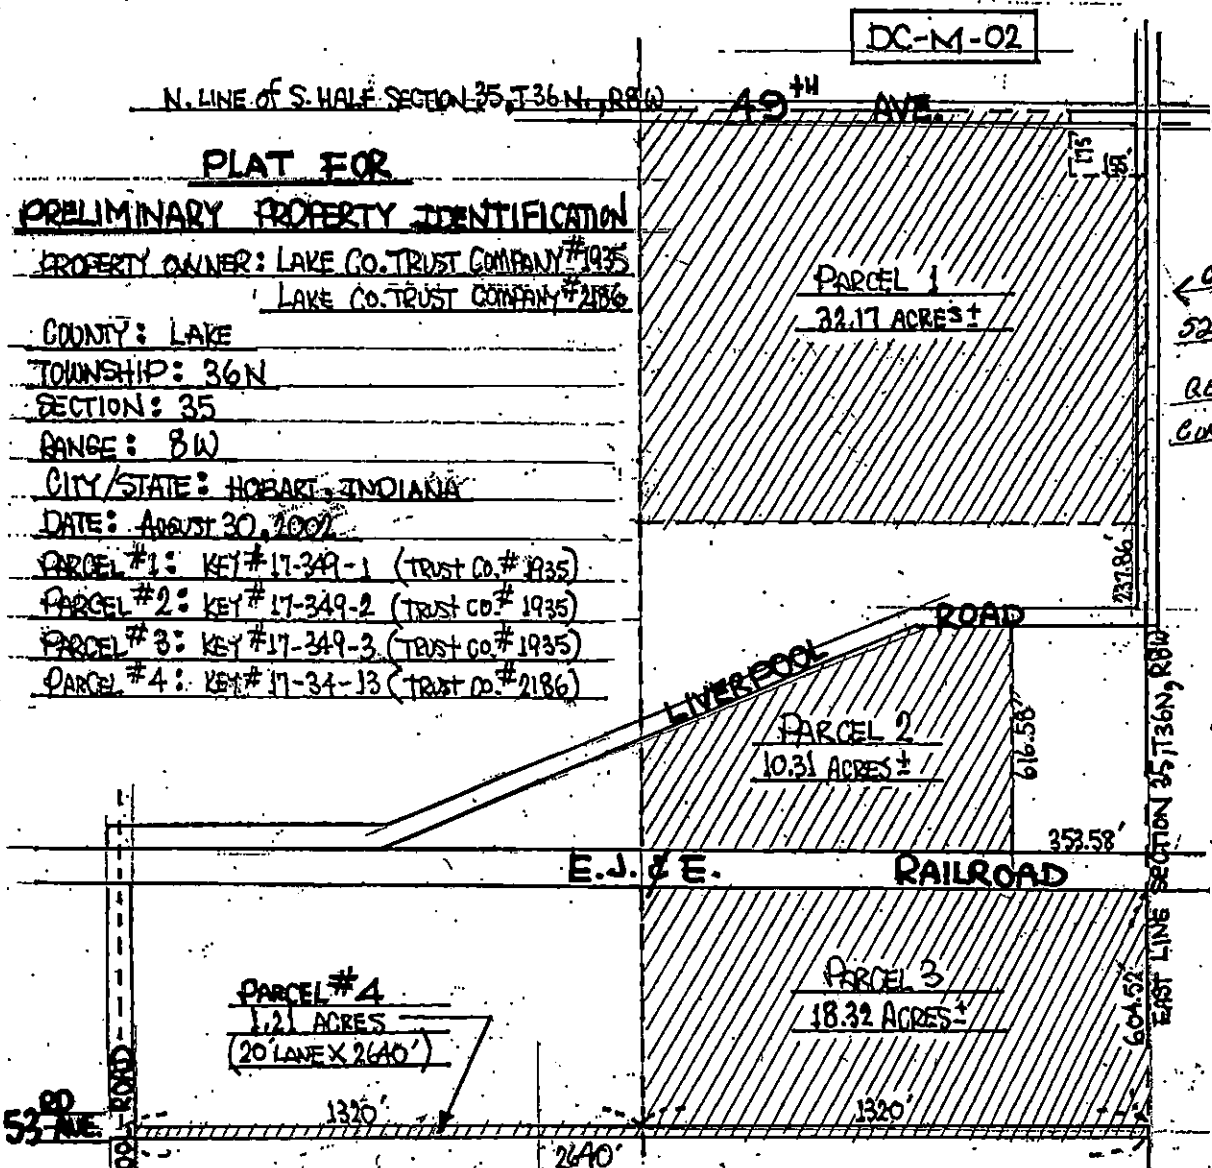 DC-M-02
N. LINE OF S. HALF SECTION 35, T36N., R8W
49TH AVE.
PLAT FOR
PRELIMINARY PROPERTY IDENTIFICATION
PROPERTY OWNER: LAKE CO. TRUST COMPANY #1935
LAKE CO. TRUST COMPANY #2186
COUNTY: LAKE
TOWNSHIP: 36N
SECTION: 35
RANGE: 8W
CITY/STATE: HOBART, INDIANA
DATE: AUGUST 30, 2002
PARCEL #1: KEY #17-349-1 (TRUST CO. #1935)
PARCEL #2: KEY #17-349-2 (TRUST CO. #1935)
PARCEL #3: KEY #17-349-3 (TRUST CO. #1935)
PARCEL #4: KEY #17-34-13 (TRUST CO. #2186)
175
PARCEL 1
32.17 ACRES±
52
237.86'
LIVERPOOL ROAD
PARCEL 2
10.31 ACRES±
616.58'
353.58'
EAST LINE SECTION 35, T36N, R8W
E.J. & E. RAILROAD
PARCEL #4
1.21 ACRES
(20' LANE X 2640')
PARCEL 3
18.32 ACRES±
604.52'
53RD AVE.
ROAD
1320'
1320'
2640'